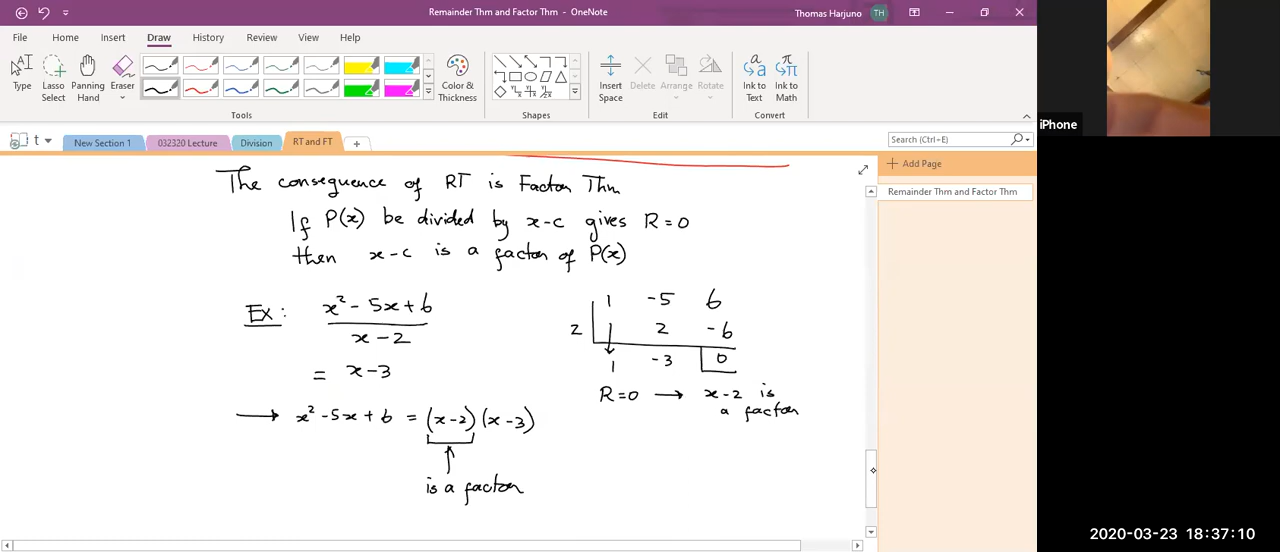 Remainder Thm and Factor Thm - OneNote
Thomas Harjuno
TH
File Home Insert Draw History Review View Help
Type
Lasso Select
Panning Hand
Eraser
Color & Thickness
Insert Space
Delete
Arrange
Rotate
Ink to Text
Ink to Math
Tools
Shapes
Edit
Convert
t
New Section 1
032320 Lecture
Division
RT and FT
+
Search (Ctrl+E)
+ Add Page
Remainder Thm and Factor Thm
The consequence of RT is Factor Thm
If P(x) be divided by x-c gives R = 0
then x-c is a factor of P(x)
Ex:
x² - 5x + 6
x - 2
= x - 3
→ x² - 5x + 6 = (x - 2) (x - 3)
is a factor
1 -5 6
2 2 -6
1 -3 0
R = 0 → x - 2 is
a factor
iPhone
2020-03-23 18:37:10